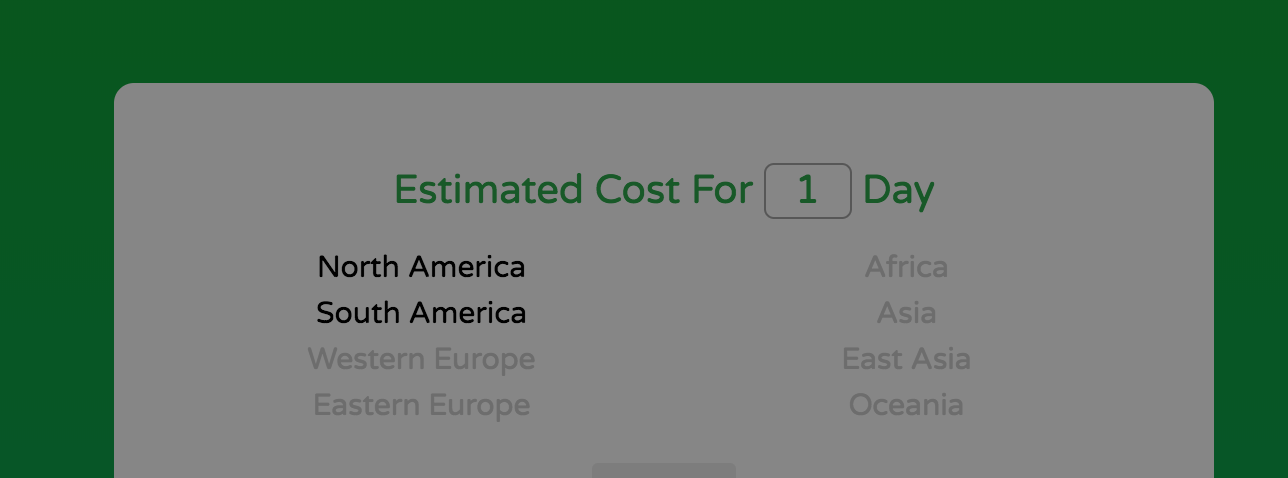 Estimated Cost For 1 Day
North America
South America
Western Europe
Eastern Europe
Africa
Asia
East Asia
Oceania